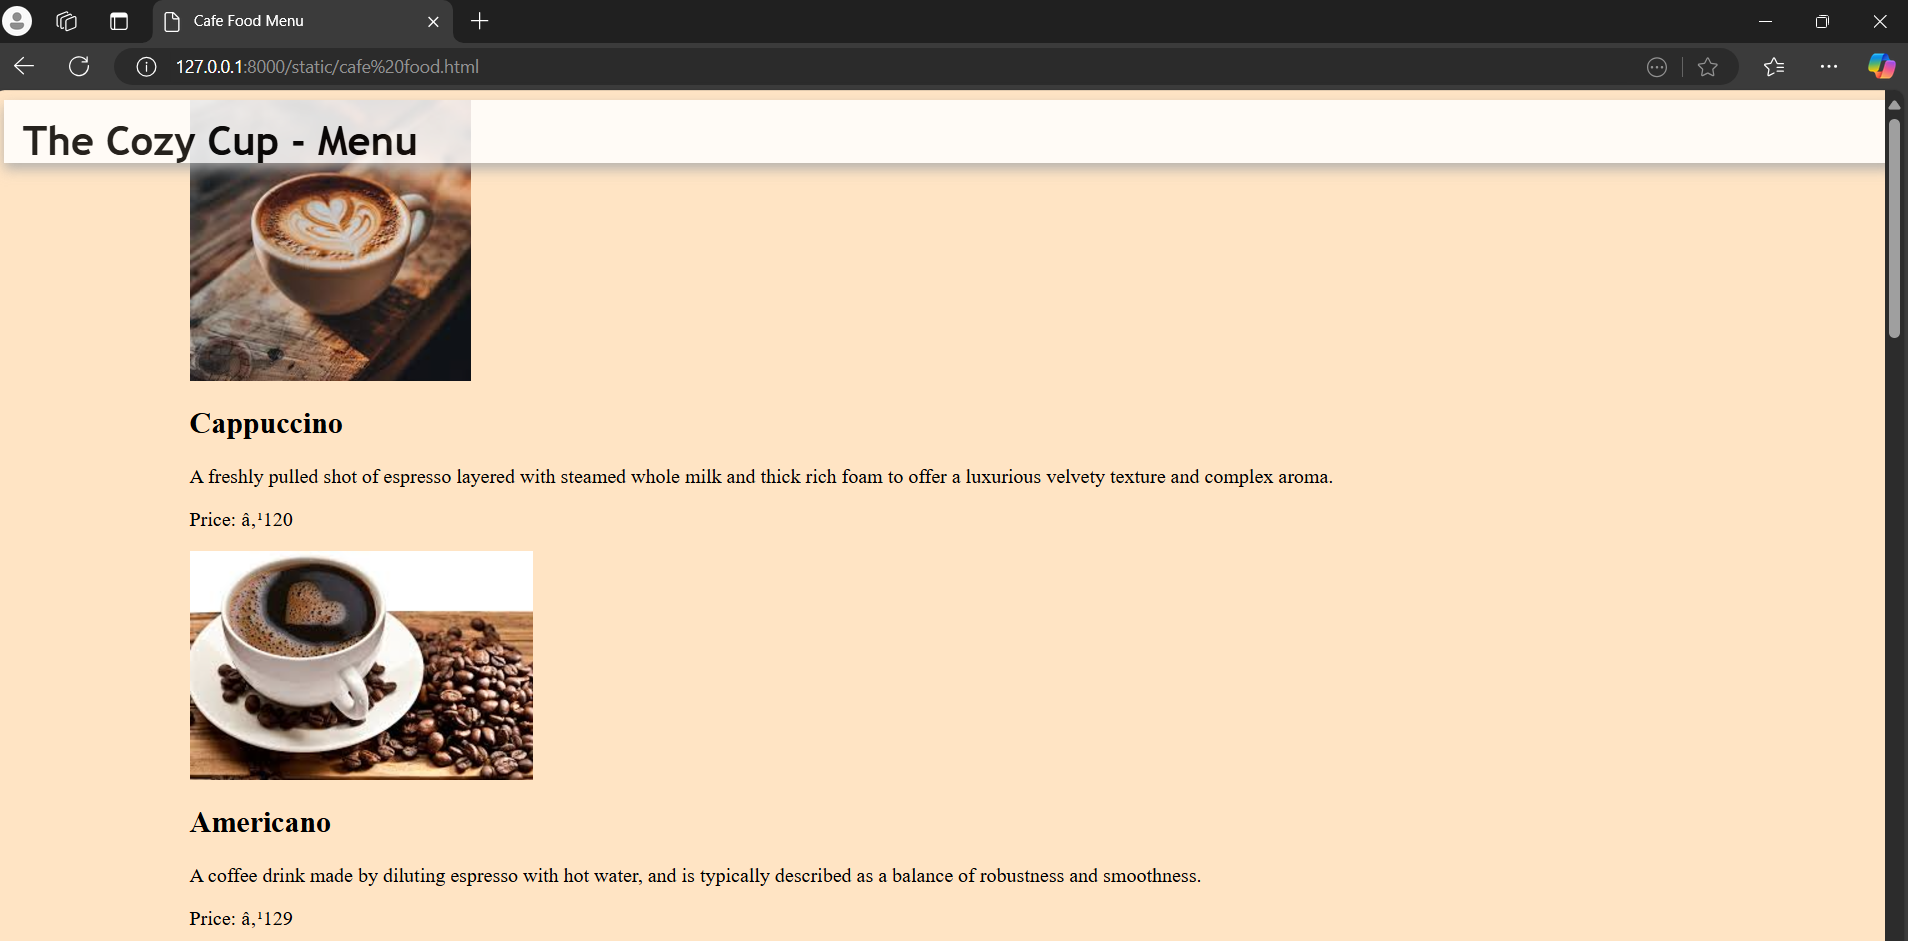 Cafe Food Menu
127.0.0.1:8000/static/cafe%20food.html
The Cozy Cup - Menu
Cappuccino
A freshly pulled shot of espresso layered with steamed whole milk and thick rich foam to offer a luxurious velvety texture and complex aroma.
Price: â‚¹120
Americano
A coffee drink made by diluting espresso with hot water, and is typically described as a balance of robustness and smoothness.
Price: â‚¹129